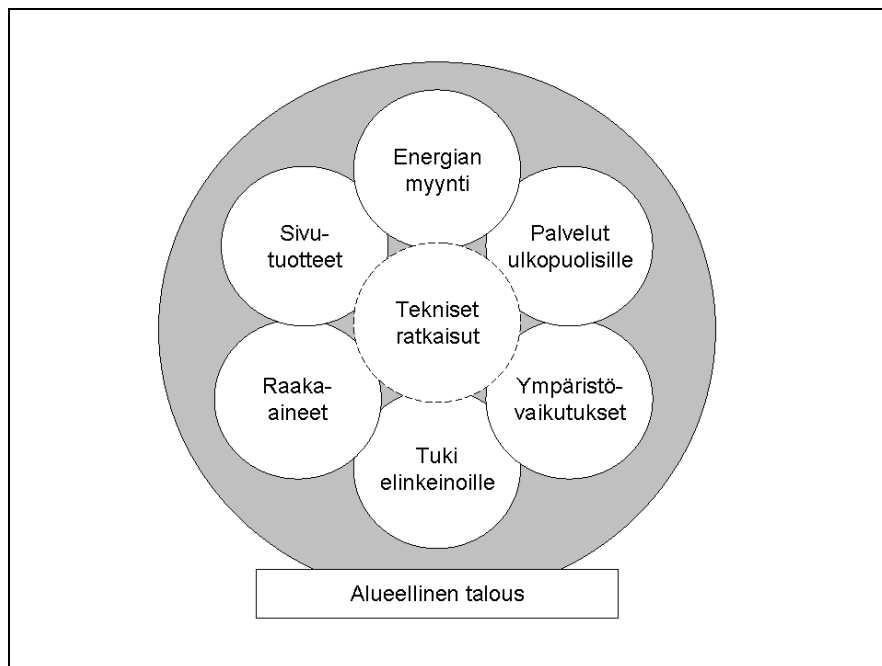 Energian
myynti
Sivu-
tuotteet
Palvelut
ulkopuolisille
Tekniset
ratkaisut
Raaka-
aineet
Ympäristö-
vaikutukset
Tuki
elinkeinoille
Alueellinen talous